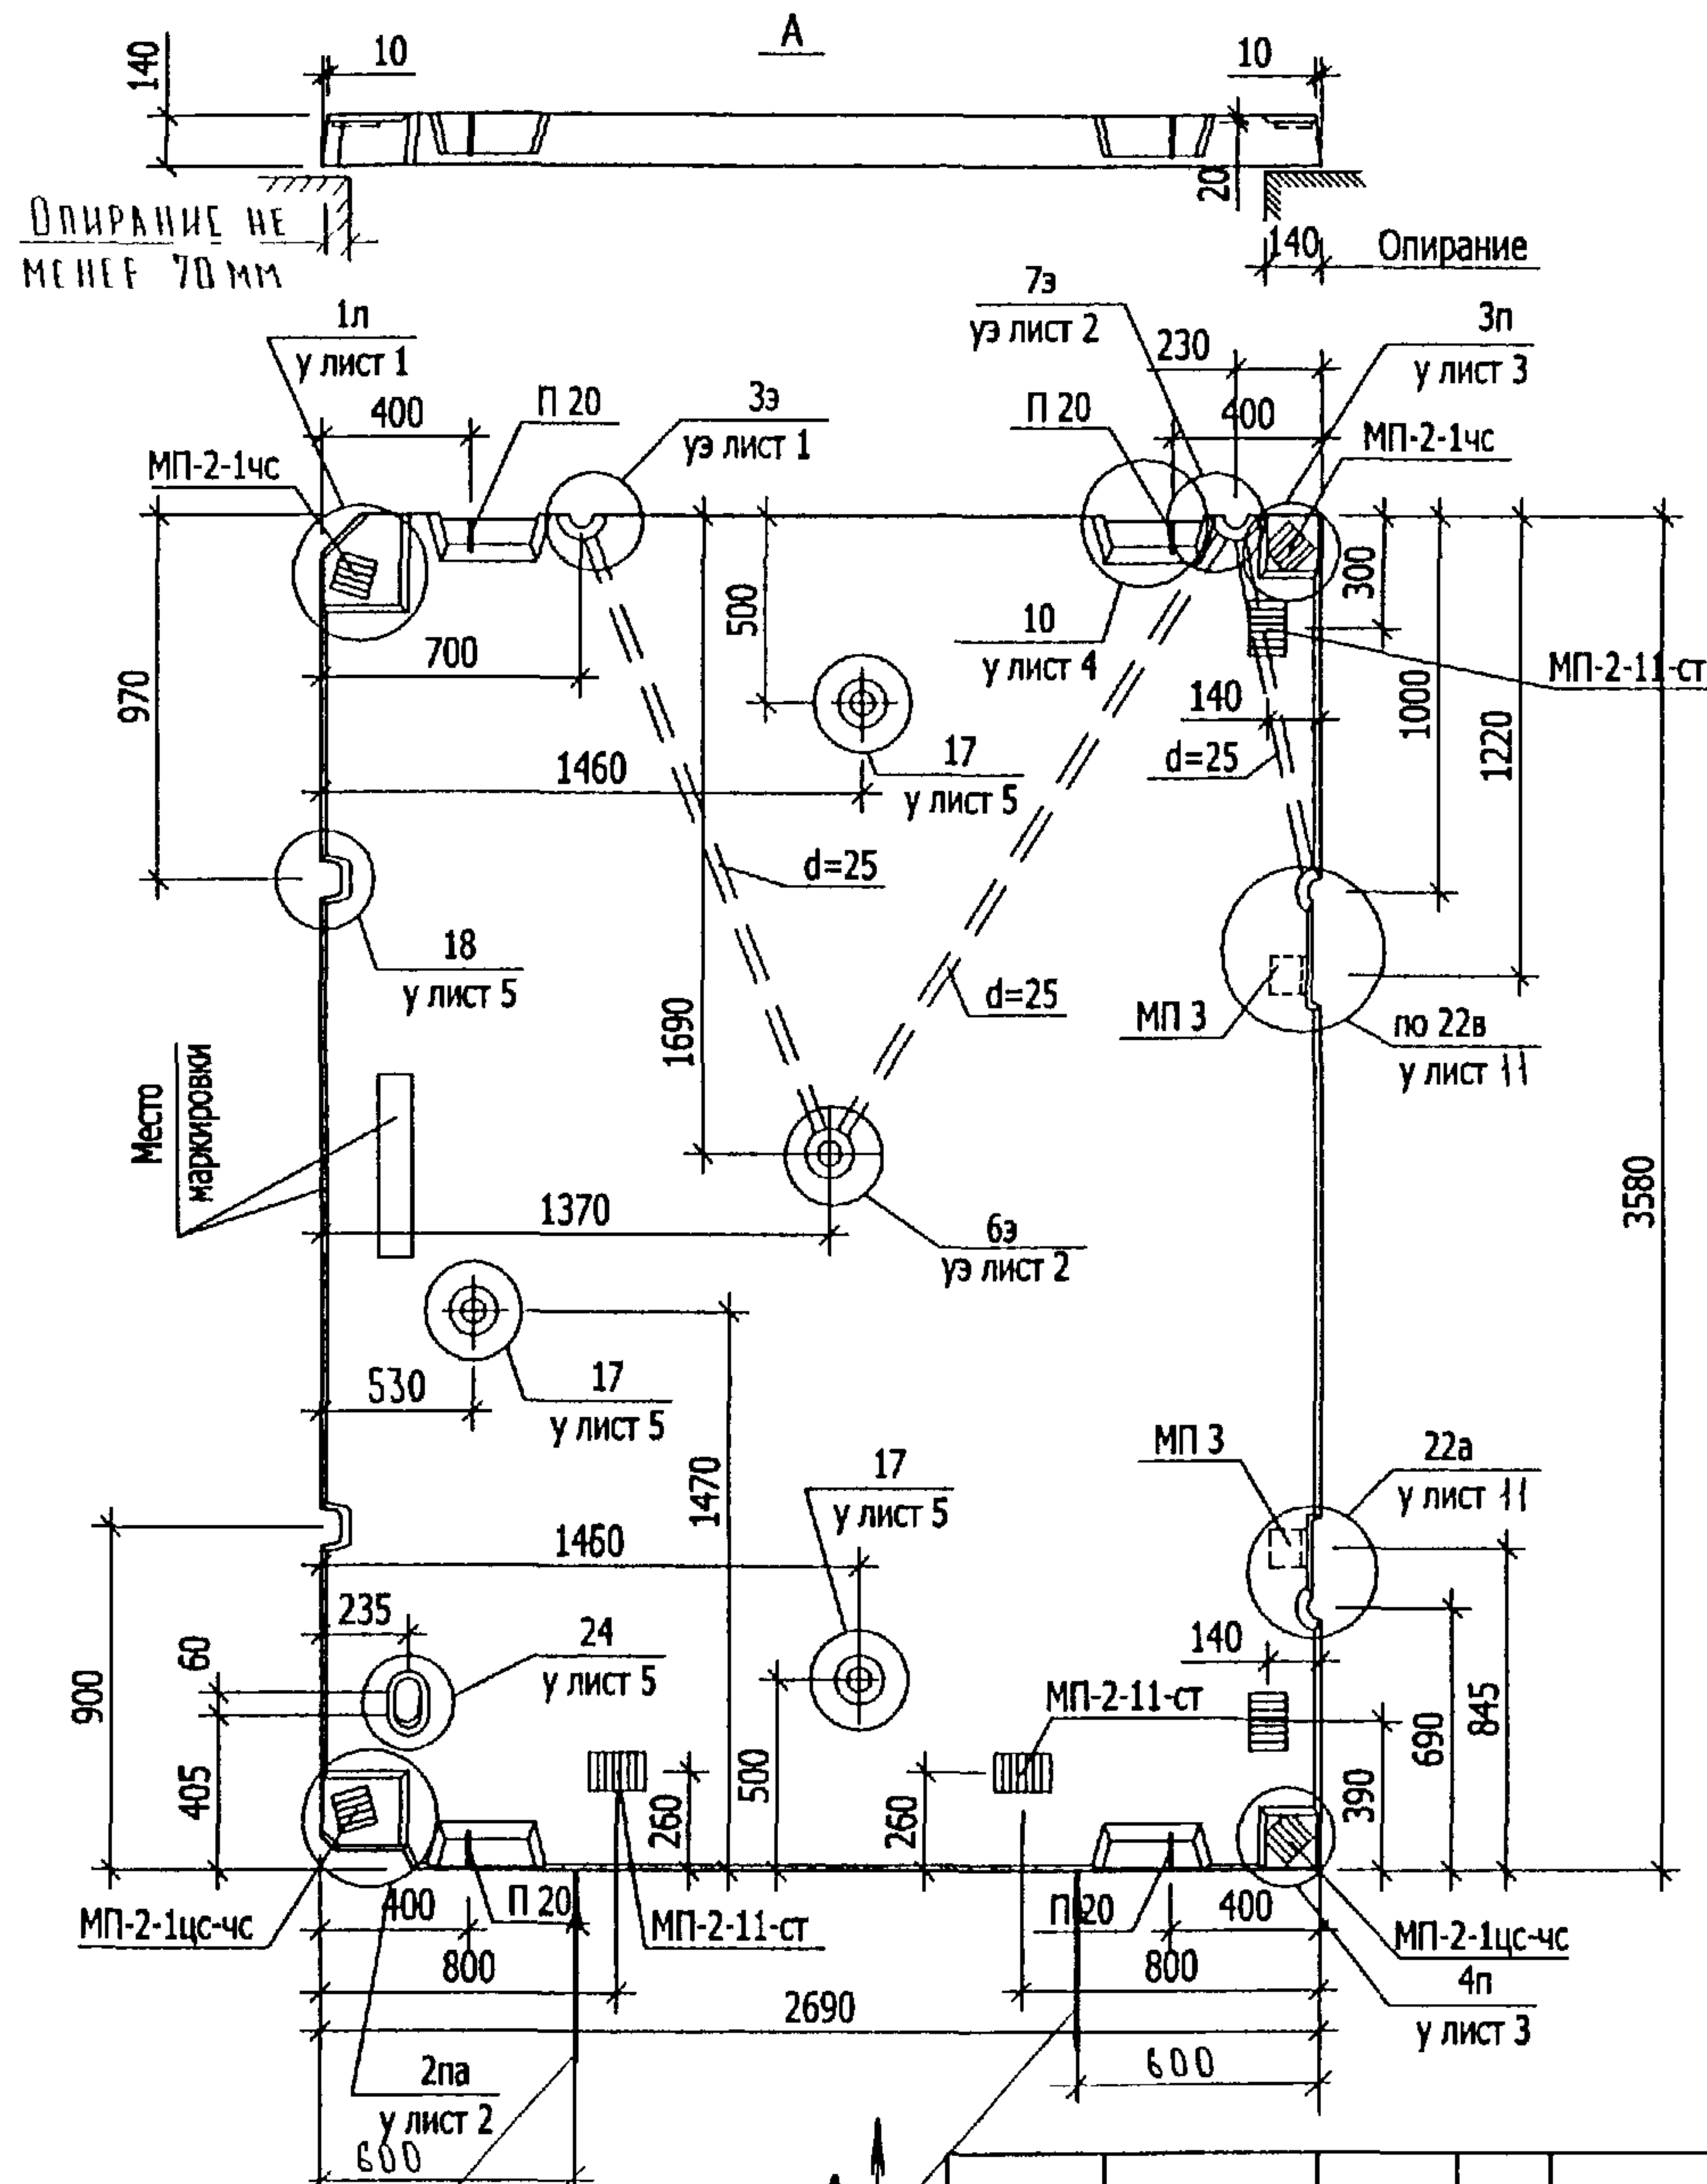 А
140
10
10
20
ОПИРАНИЕ НЕ
МЕНЕЕ 70 ММ
140
Опирание
1л
у лист 1
7э
уэ лист 2
3п
у лист 3
230
400
П 20
3э
уэ лист 1
П 20
400
МП-2-1чс
МП-2-1чс
970
700
500
10
у лист 4
300
МП-2-11-ст
1000
1220
140
d=25
1460
17
у лист 5
d=25
18
у лист 5
1690
d=25
МП 3
по 22в
у лист 11
Место
маркировки
3580
1370
6э
уэ лист 2
530
17
у лист 5
1470
17
у лист 5
МП 3
22а
у лист 11
1460
235
24
у лист 5
60
900
405
140
МП-2-11-ст
260
500
260
390
690
845
МП-2-1цс-чс
400
П 20
МП-2-11-ст
П 20
400
МП-2-1цс-чс
800
800
4п
у лист 3
2690
2па
у лист 2
600
600
А